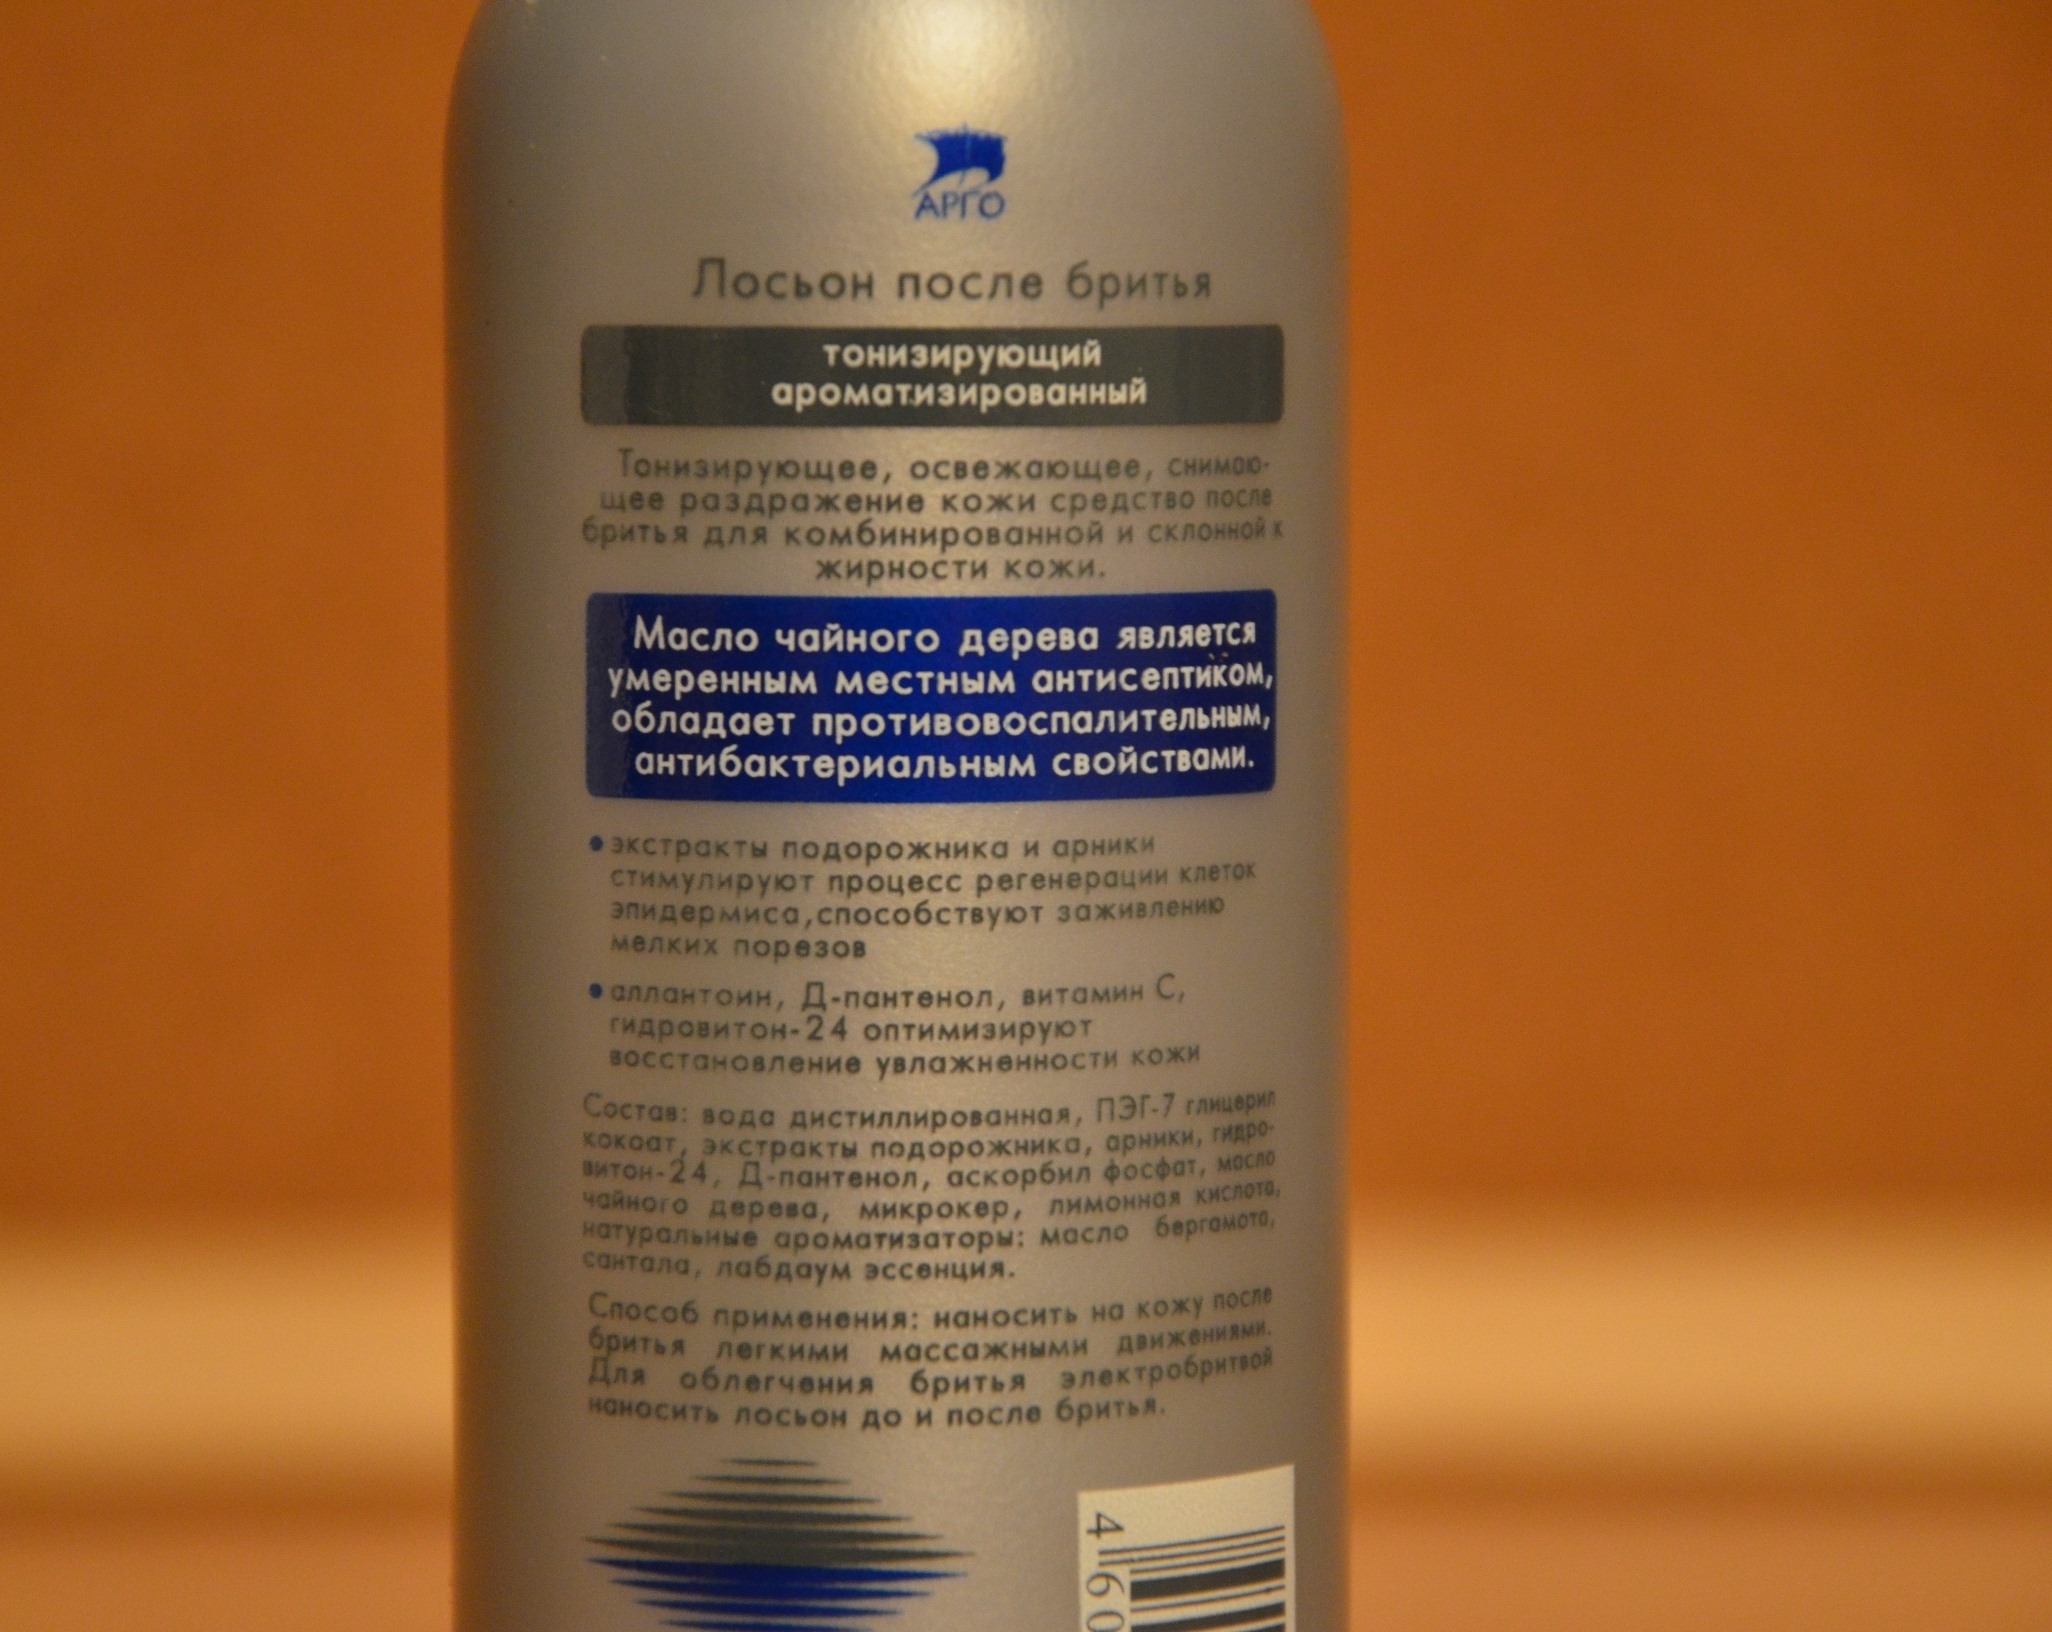 АРГО
Лосьон после бритья
тонизирующий
ароматизированный
Тонизирующее, освежающее, снимаю-
щее раздражение кожи средство после
бритья для комбинированной и склонной к
жирности кожи.
Масло чайного дерева является
умеренным местным антисептиком,
обладает противовоспалительным,
антибактериальным свойствами.
• экстракты подорожника и арники
стимулируют процесс регенерации клеток
эпидермиса,способствуют заживлению
мелких порезов
• аллантоин, Д-пантенол, витамин С,
гидровитон-24 оптимизируют
восстановление увлажненности кожи
Состав: вода дистиллированная, ПЭГ-7 глицерил
кокоат, экстракты подорожника, арники, гидро-
витон-24, Д-пантенол, аскорбил фосфат, масло
чайного дерева, микрокер, лимонная кислота,
натуральные ароматизаторы: масло бергамота,
сантала, лабдаум эссенция.
Способ применения: наносить на кожу после
бритья легкими массажными движениями.
Для облегчения бритья электробритвой
наносить лосьон до и после бритья.
4 60